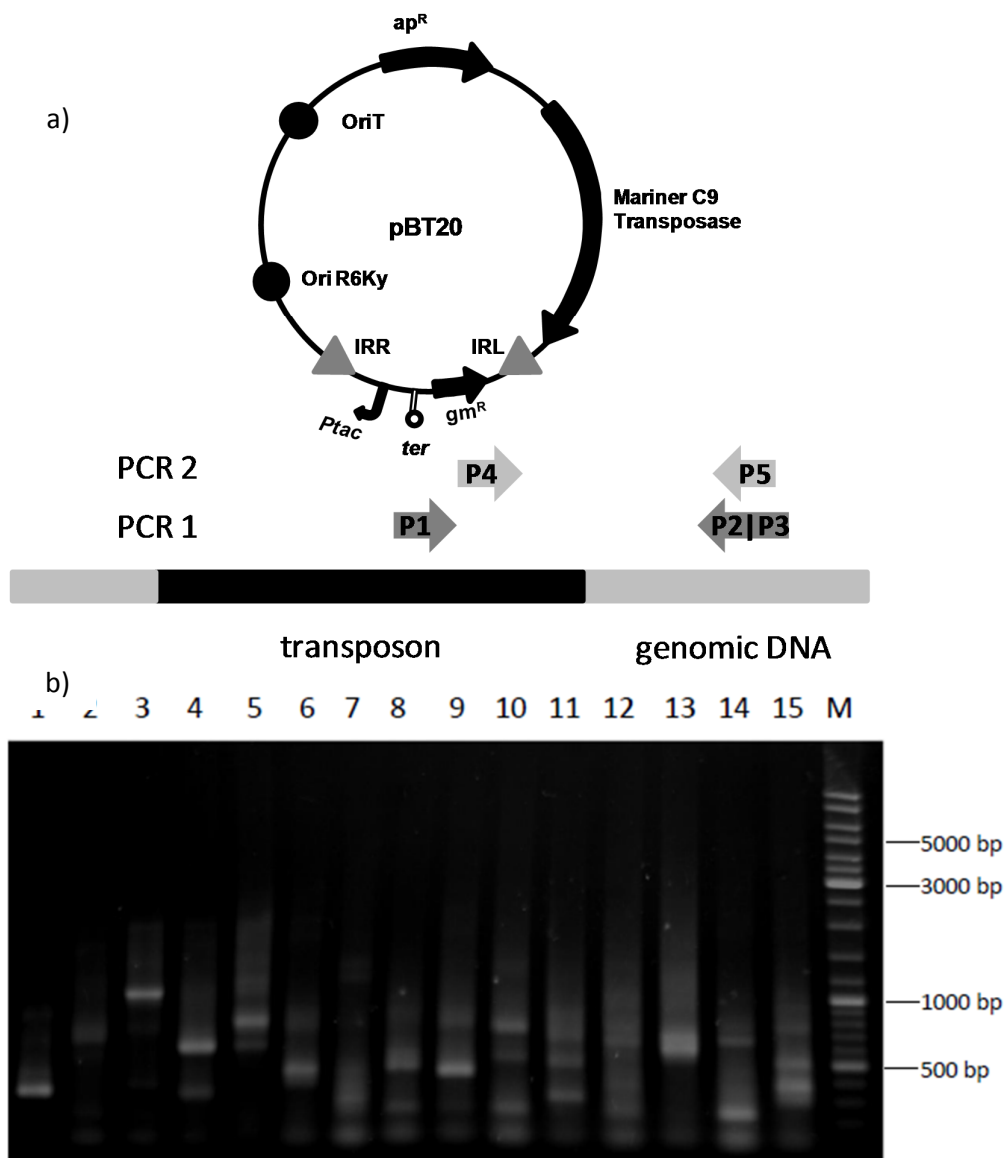 apR
a)
OriT
Mariner C9
Transposase
pBT20
Ori R6Ky
IRR
IRL
gmR
Ptac
ter
PCR 2
P4
P5
PCR 1
P1
P2|P3
transposon
genomic DNA
b)
1 2 3 4 5 6 7 8 9 10 11 12 13 14 15 M
5000 bp
3000 bp
1000 bp
500 bp